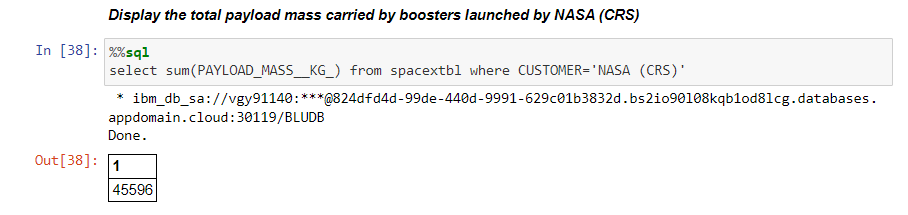 Display the total payload mass carried by boosters launched by NASA (CRS)
In [38]: %%sql
select sum(PAYLOAD_MASS__KG_) from spacextbl where CUSTOMER='NASA (CRS)'
* ibm_db_sa://vgy91140:***@824dfd4d-99de-440d-9991-629c01b3832d.bs2io90l08kqb1od8lcg.databases.
appdomain.cloud:30119/BLUDB
Done.
Out[38]: 1
45596